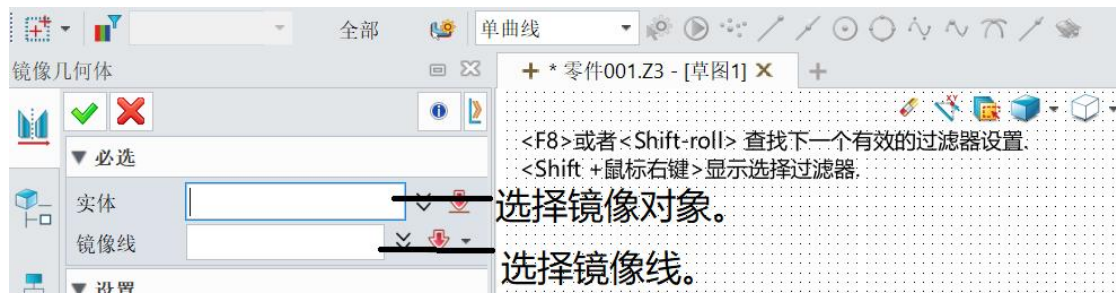 全部
单曲线
镜像几何体
+ * 零件001.Z3 - [草图1] X +
XY
▼ 必选
<F8>或者<Shift-roll> 查找下一个有效的过滤器设置.
<Shift +鼠标右键>显示选择过滤器.
实体
选择镜像对象。
镜像线
选择镜像线。
▼ 设置